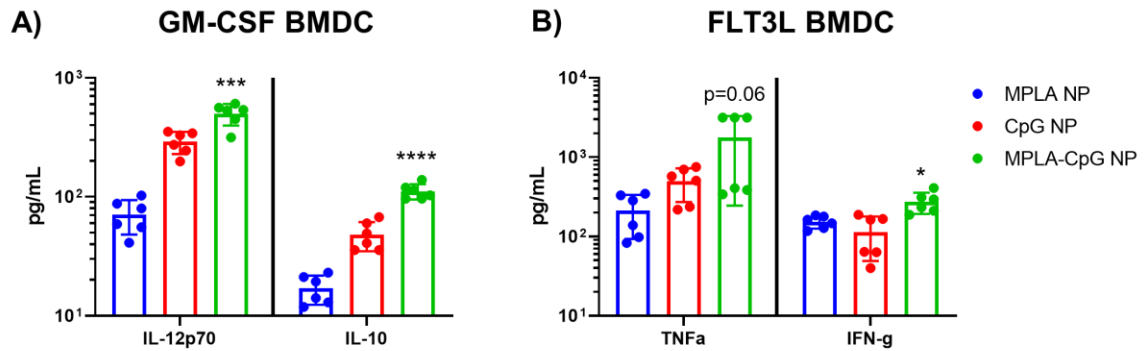 A) GM-CSF BMDC
pg/mL
10³
10²
10¹
***
****
IL-12p70 IL-10
B) FLT3L BMDC
pg/mL
10⁴
10³
10²
10¹
p=0.06
*
TNFa IFN-g
MPLA NP
CpG NP
MPLA-CpG NP